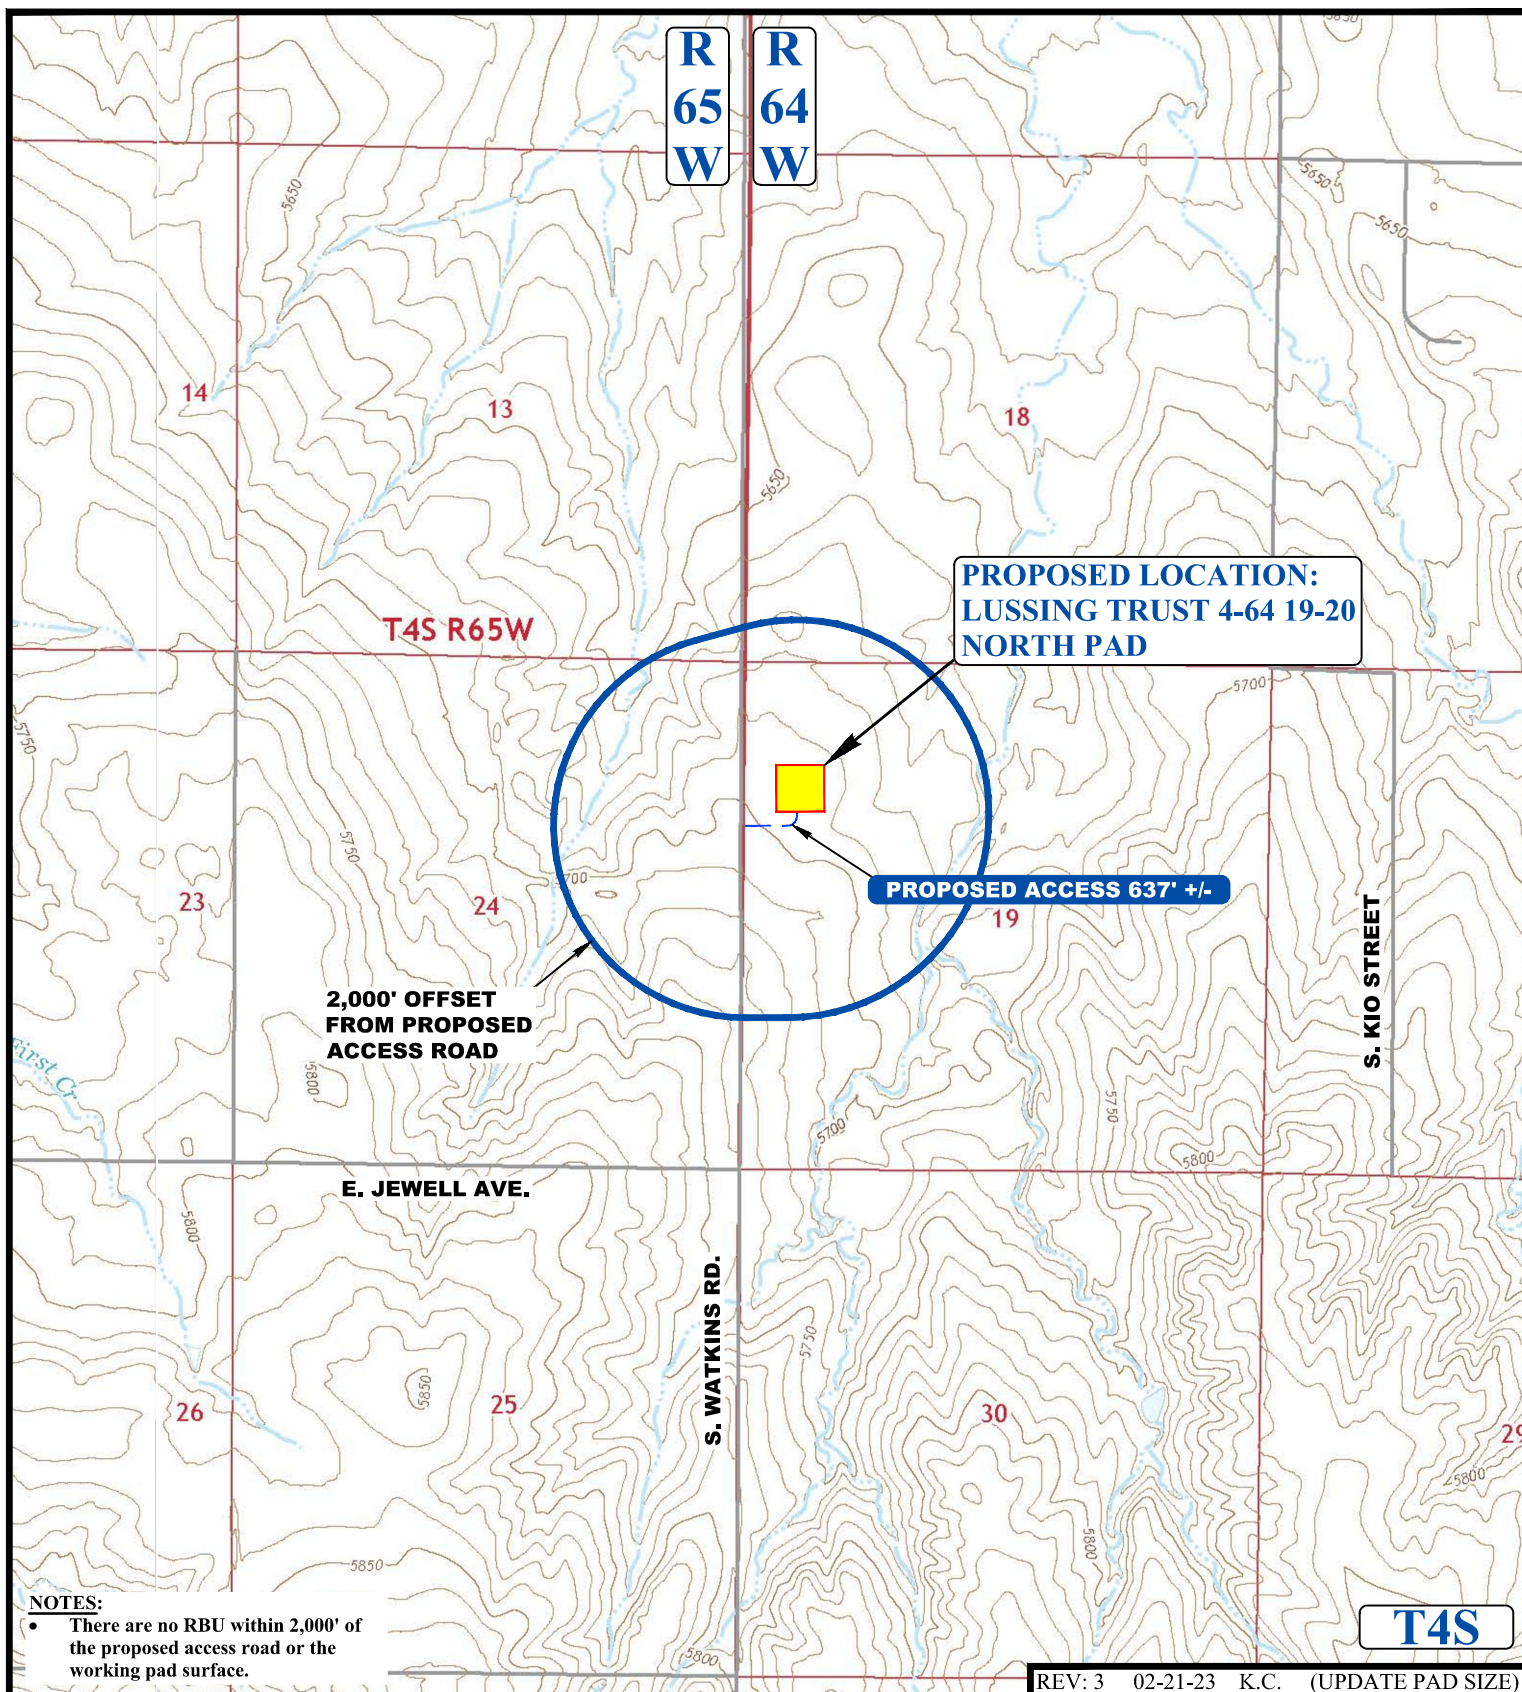 5830
R
65
W
R
64
W
5650
5650
5650
14
13
18
5650
PROPOSED LOCATION:
LUSSING TRUST 4-64 19-20
NORTH PAD
T4S R65W
5700
5750
5750
5700
PROPOSED ACCESS 637' +/-
23
24
19
S. KIO STREET
2,000' OFFSET
FROM PROPOSED
ACCESS ROAD
First Cr
5800
5750
5700
5800
E. JEWELL AVE.
5800
S. WATKINS RD.
5750
5850
26
25
30
29
5800
5800
5850
NOTES:
• There are no RBU within 2,000' of
the proposed access road or the
working pad surface.
5800
T4S
REV: 3 02-21-23 K.C. (UPDATE PAD SIZE)